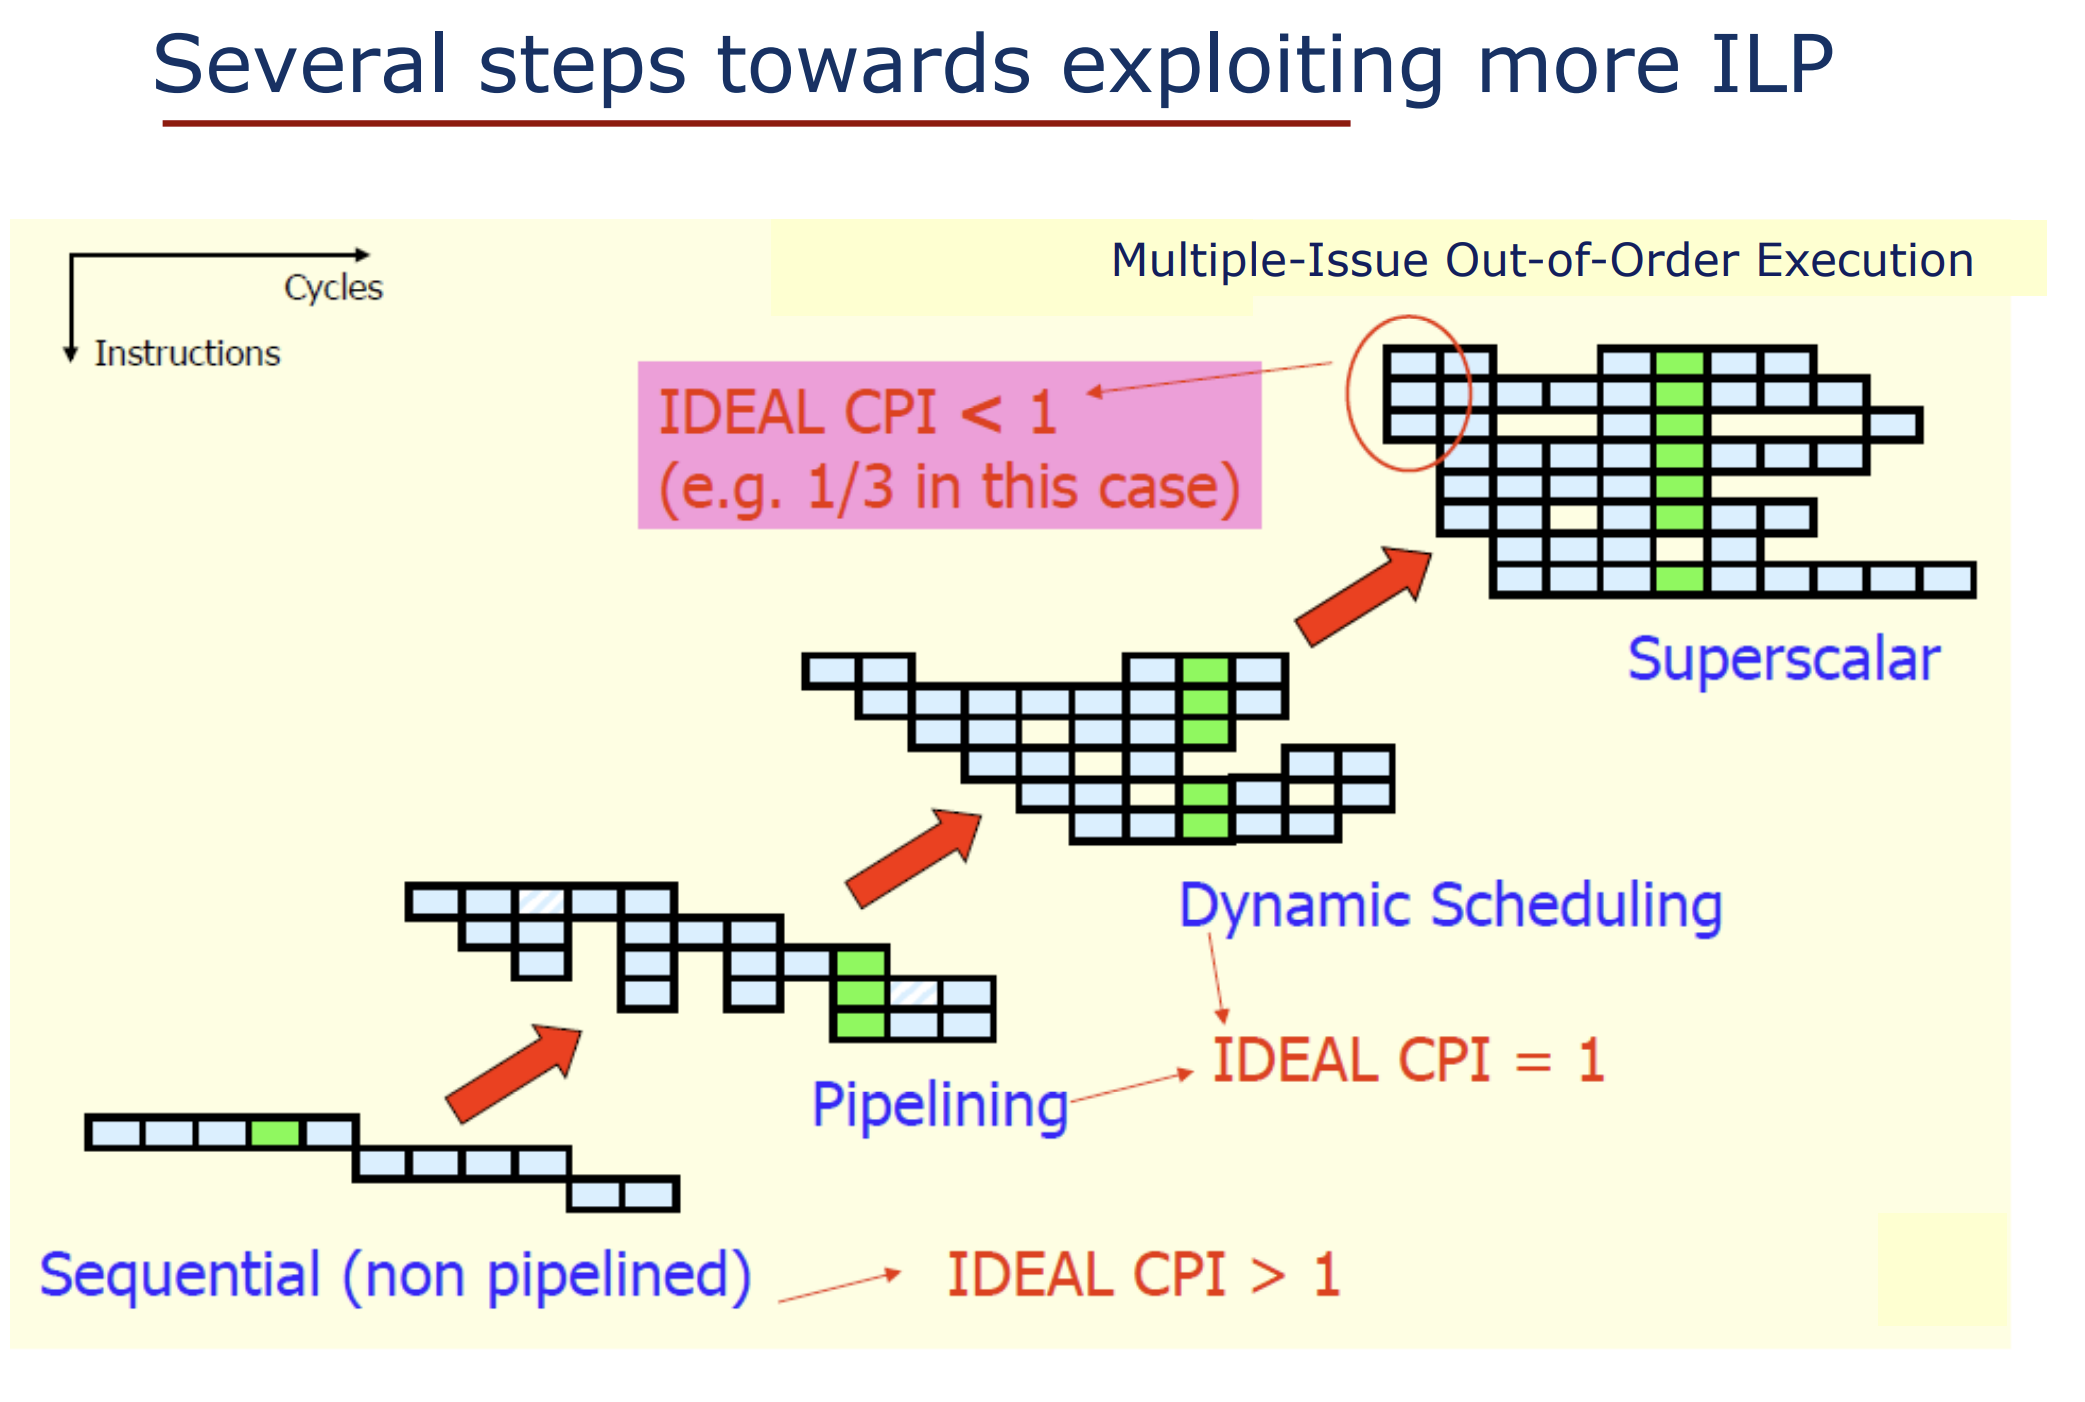 Several steps towards exploiting more ILP
Multiple-Issue Out-of-Order Execution
Cycles
Instructions
IDEAL CPI < 1
(e.g. 1/3 in this case)
Superscalar
Dynamic Scheduling
IDEAL CPI = 1
Pipelining
Sequential (non pipelined)
IDEAL CPI > 1